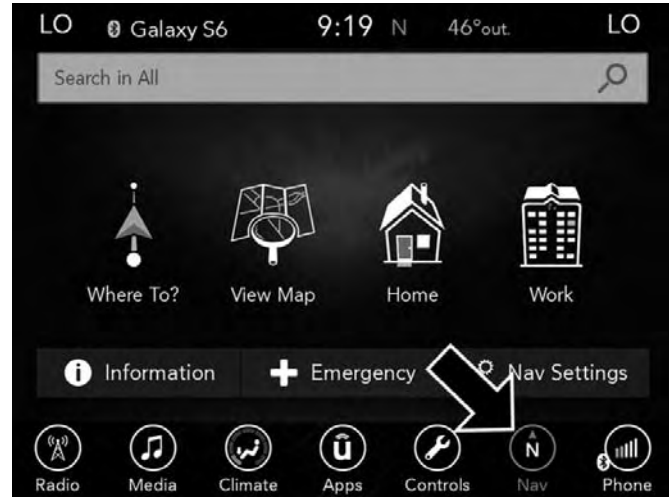 LO Galaxy S6 9:19 N 46°out. LO
Search in All
Where To? View Map Home Work
Information Emergency Nav Settings
û N
Radio Media Climate Apps Controls Nav Phone